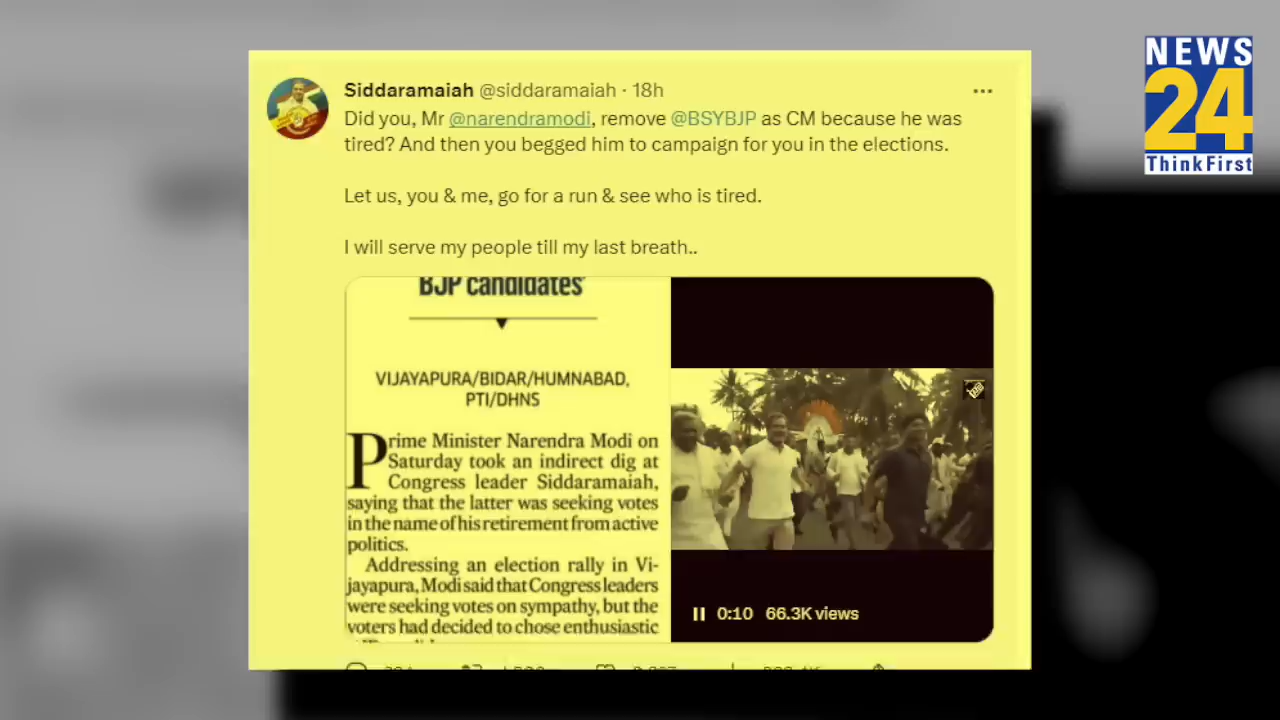 NEWS
24
ThinkFirst
Siddaramaiah @siddaramaiah · 18h
Did you, Mr @narendramodi, remove @BSYBJP as CM because he was
tired? And then you begged him to campaign for you in the elections.
Let us, you & me, go for a run & see who is tired.
I will serve my people till my last breath..
BJP candidates'
VIJAYAPURA/BIDAR/HUMNABAD,
PTI/DHNS
Prime Minister Narendra Modi on
Saturday took an indirect dig at
Congress leader Siddaramaiah,
saying that the latter was seeking votes
in the name of his retirement from active
politics.
Addressing an election rally in Vi-
jayapura, Modi said that Congress leaders
were seeking votes on sympathy, but the
voters had decided to chose enthusiastic
0:10 66.3K views